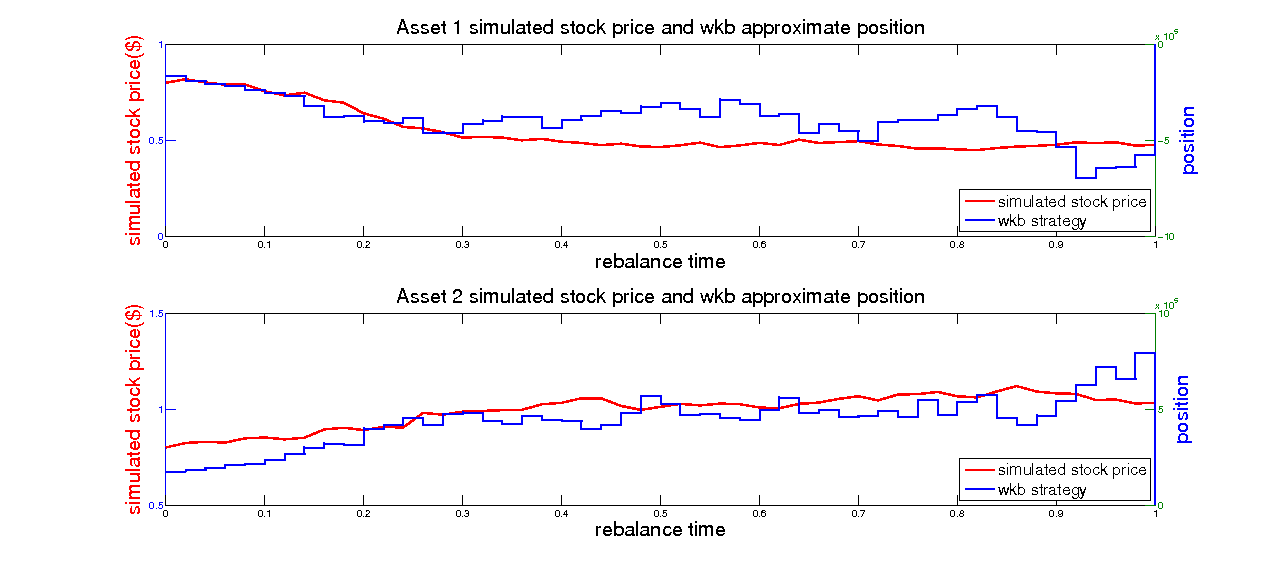 Asset 1 simulated stock price and wkb approximate position
simulated stock price($)
1
0.5
0
x 10^5
0
-5
-10
position
simulated stock price
wkb strategy
0 0.1 0.2 0.3 0.4 0.5 0.6 0.7 0.8 0.9 1
rebalance time
Asset 2 simulated stock price and wkb approximate position
simulated stock price($)
1.5
1
0.5
x 10^5
10
5
0
position
simulated stock price
wkb strategy
0 0.1 0.2 0.3 0.4 0.5 0.6 0.7 0.8 0.9 1
rebalance time